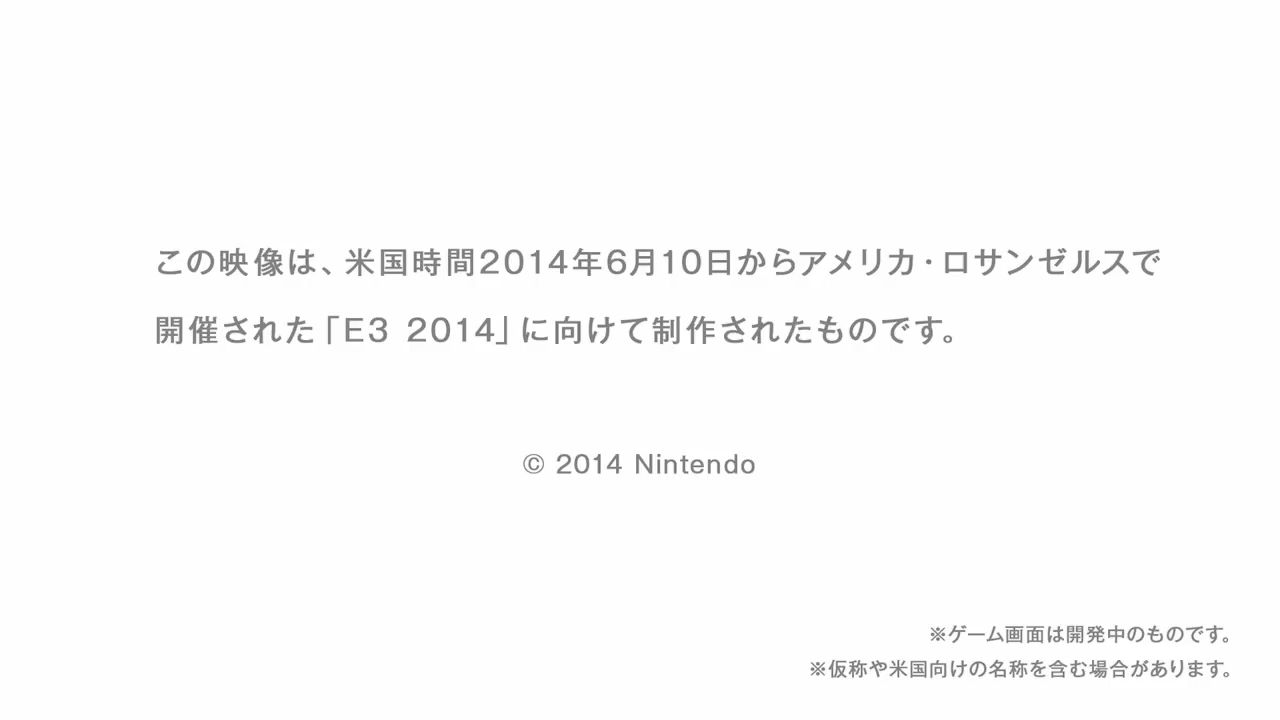 この映像は、米国時間2014年6月10日からアメリカ・ロサンゼルスで
開催された「E3 2014」に向けて制作されたものです。
© 2014 Nintendo
※ゲーム画面は開発中のものです。
※仮称や米国向けの名称を含む場合があります。